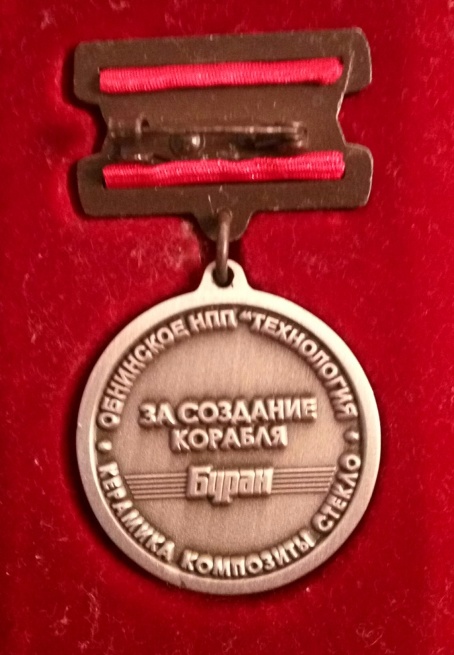 ОБНИНСКОЕ НПП "ТЕХНОЛОГИЯ
ЗА СОЗДАНИЕ
КОРАБЛЯ
Буран
КЕРАМИКА КОМПОЗИТЫ СТЕКЛО